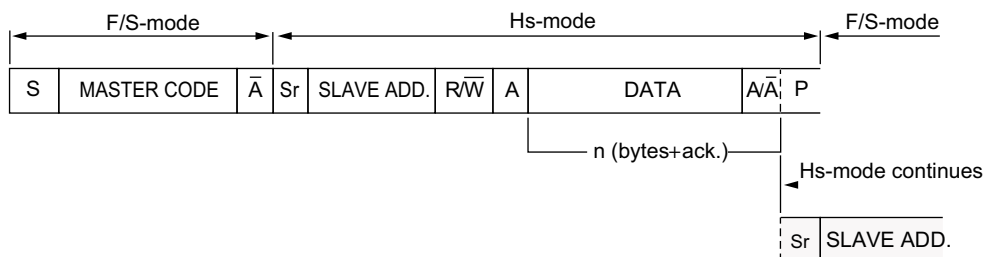 F/S-mode Hs-mode F/S-mode
S MASTER CODE A̅ Sr SLAVE ADD. R/W̅ A DATA A/A̅ P
n (bytes+ack.)
Hs-mode continues
Sr SLAVE ADD.